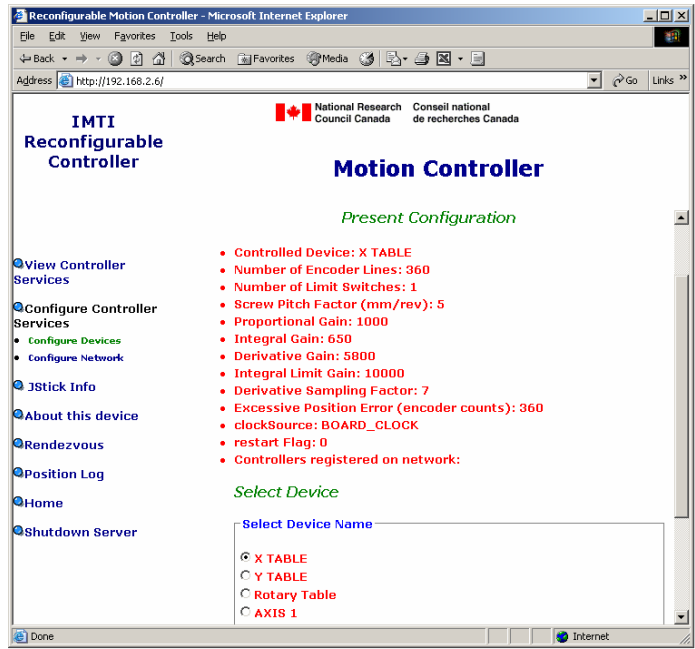 Reconfigurable Motion Controller - Microsoft Internet Explorer
File Edit View Favorites Tools Help
Back Search Favorites Media
Address http://192.168.2.6/ Go Links »
IMTI
Reconfigurable
Controller
View Controller
Services
Configure Controller
Services
Configure Devices
Configure Network
JStick Info
About this device
Rendezvous
Position Log
Home
Shutdown Server
National Research Conseil national
Council Canada de recherches Canada
Motion Controller
Present Configuration
Controlled Device: X TABLE
Number of Encoder Lines: 360
Number of Limit Switches: 1
Screw Pitch Factor (mm/rev): 5
Proportional Gain: 1000
Integral Gain: 650
Derivative Gain: 5800
Integral Limit Gain: 10000
Derivative Sampling Factor: 7
Excessive Position Error (encoder counts): 360
clockSource: BOARD_CLOCK
restart Flag: 0
Controllers registered on network:
Select Device
Select Device Name
X TABLE
Y TABLE
Rotary Table
AXIS 1
Done Internet